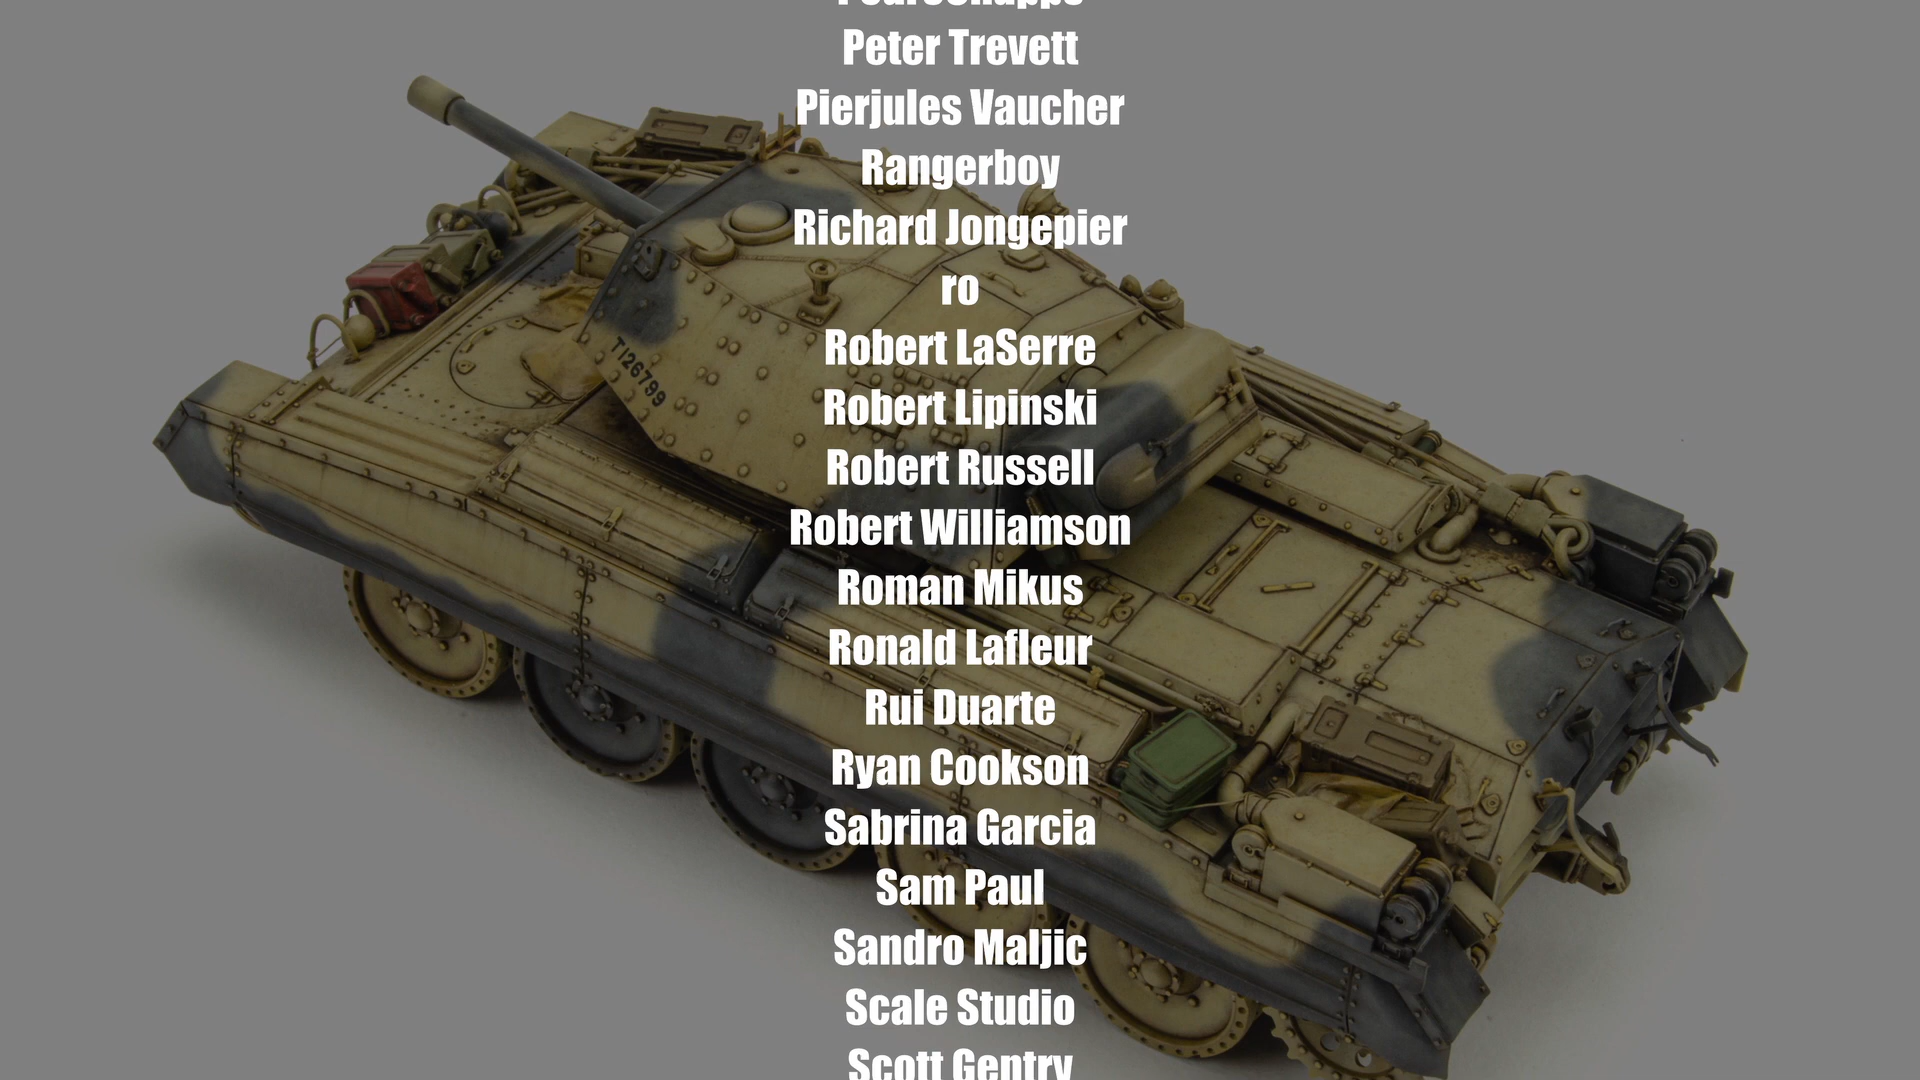 Peter Trevett
Pierjules Vaucher
Rangerboy
Richard Jongepier
ro
Robert LaSerre
Robert Lipinski
Robert Russell
Robert Williamson
Roman Mikus
Ronald Lafleur
Rui Duarte
Ryan Cookson
Sabrina Garcia
Sam Paul
Sandro Maljic
Scale Studio
Scott Gentry
T126799